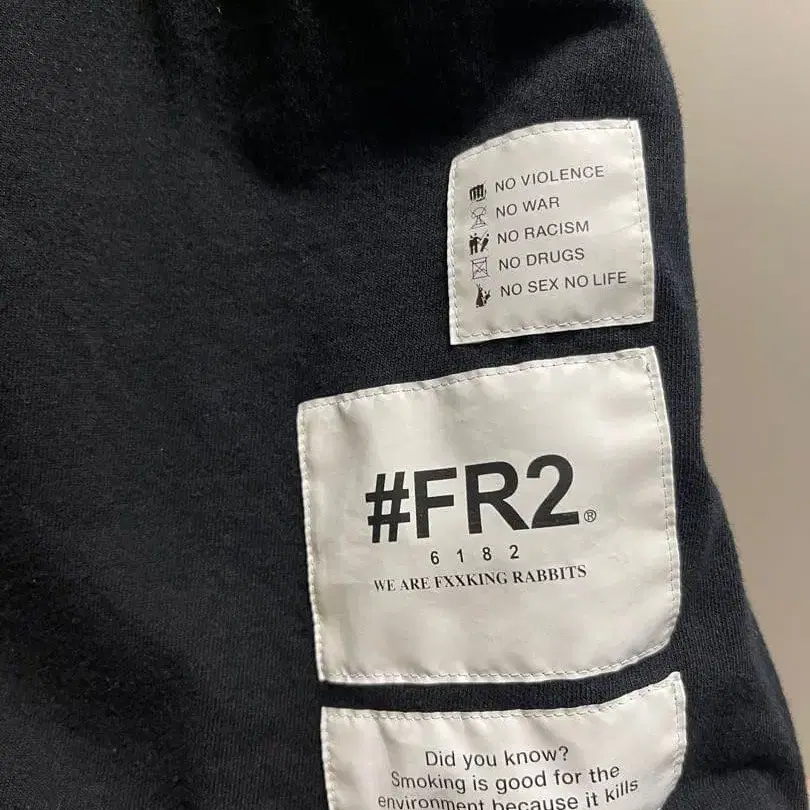 NO VIOLENCE
NO WAR
NO RACISM
NO DRUGS
NO SEX NO LIFE
#FR2®
6182
WE ARE FXXKING RABBITS
Did you know?
Smoking is good for the
environment because it kills